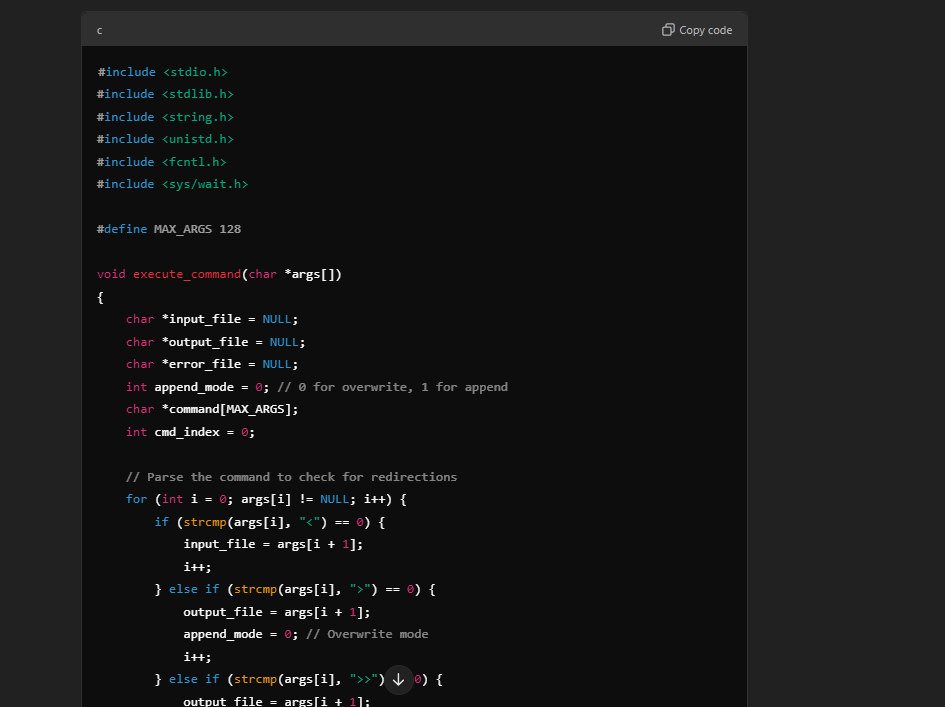 c
Copy code
#include <stdio.h>
#include <stdlib.h>
#include <string.h>
#include <unistd.h>
#include <fcntl.h>
#include <sys/wait.h>
#define MAX_ARGS 128
void execute_command(char *args[])
{
    char *input_file = NULL;
    char *output_file = NULL;
    char *error_file = NULL;
    int append_mode = 0; // 0 for overwrite, 1 for append
    char *command[MAX_ARGS];
    int cmd_index = 0;
    // Parse the command to check for redirections
    for (int i = 0; args[i] != NULL; i++) {
        if (strcmp(args[i], "<") == 0) {
            input_file = args[i + 1];
            i++;
        } else if (strcmp(args[i], ">") == 0) {
            output_file = args[i + 1];
            append_mode = 0; // Overwrite mode
            i++;
        } else if (strcmp(args[i], ">>") 0) {
            output_file = args[i + 1];